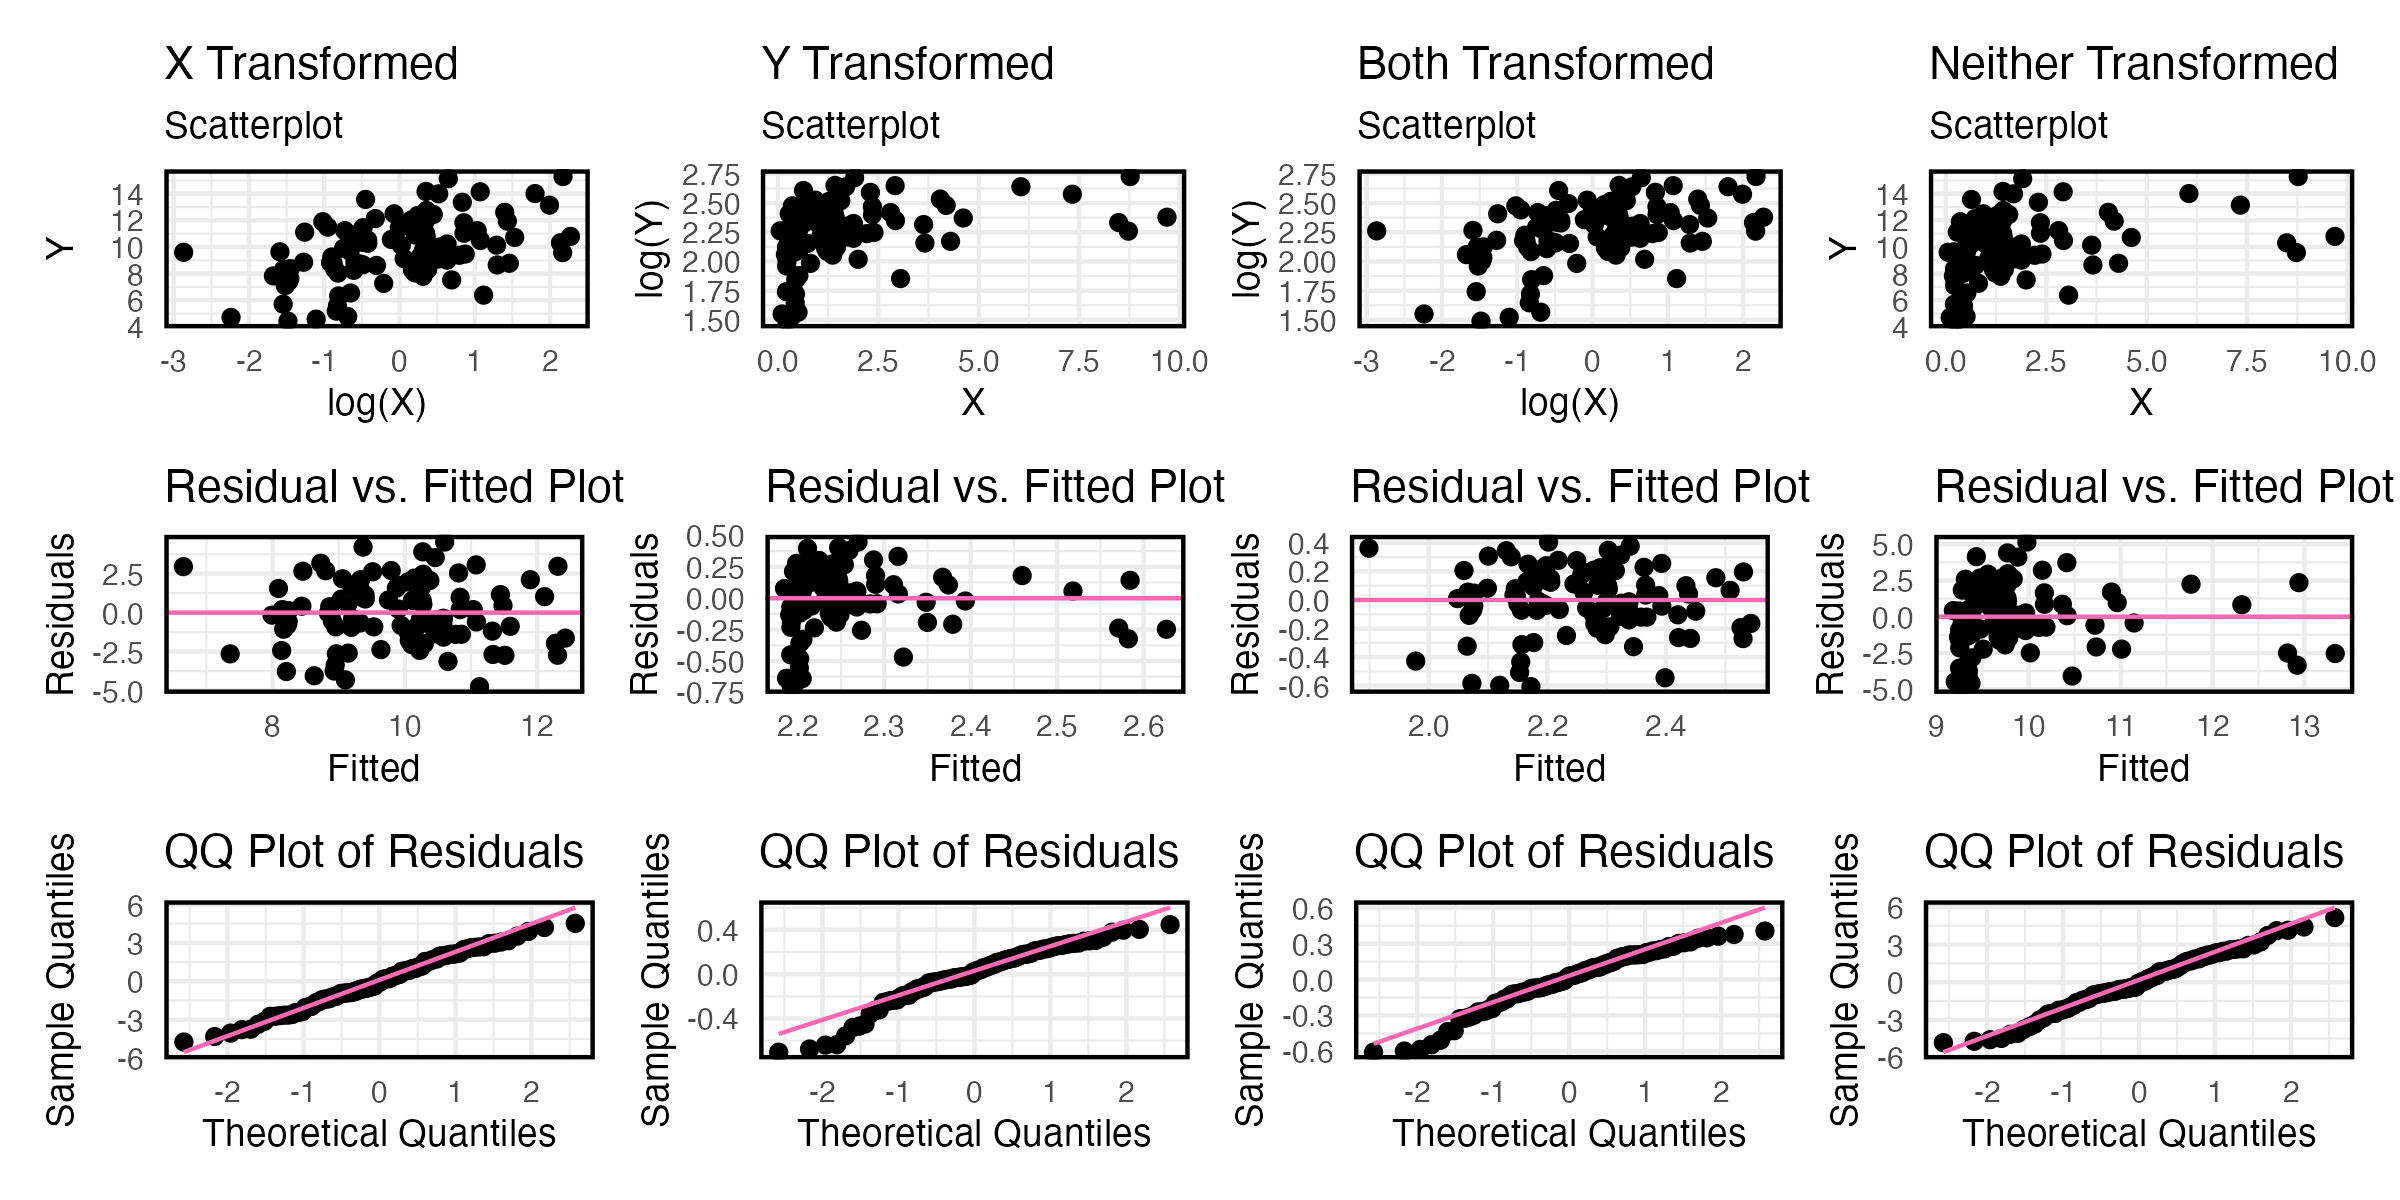 X Transformed
Y Transformed
Both Transformed
Neither Transformed
Scatterplot
Scatterplot
Scatterplot
Scatterplot
Y
14
12
10
8
6
4
-3 -2 -1 0 1 2
log(X)
log(Y)
2.75
2.50
2.25
2.00
1.75
1.50
0.0 2.5 5.0 7.5 10.0
X
log(Y)
2.75
2.50
2.25
2.00
1.75
1.50
-3 -2 -1 0 1 2
log(X)
Y
14
12
10
8
6
4
0.0 2.5 5.0 7.5 10.0
X
Residual vs. Fitted Plot
Residual vs. Fitted Plot
Residual vs. Fitted Plot
Residual vs. Fitted Plot
Residuals
2.5
0.0
-2.5
-5.0
8 10 12
Fitted
Residuals
0.50
0.25
0.00
-0.25
-0.50
-0.75
2.2 2.3 2.4 2.5 2.6
Fitted
Residuals
0.4
0.2
0.0
-0.2
-0.4
-0.6
2.0 2.2 2.4
Fitted
Residuals
5.0
2.5
0.0
-2.5
-5.0
9 10 11 12 13
Fitted
QQ Plot of Residuals
QQ Plot of Residuals
QQ Plot of Residuals
QQ Plot of Residuals
Sample Quantiles
6
3
0
-3
-6
-2 -1 0 1 2
Theoretical Quantiles
Sample Quantiles
0.4
0.0
-0.4
-2 -1 0 1 2
Theoretical Quantiles
Sample Quantiles
0.6
0.3
0.0
-0.3
-0.6
-2 -1 0 1 2
Theoretical Quantiles
Sample Quantiles
6
3
0
-3
-6
-2 -1 0 1 2
Theoretical Quantiles